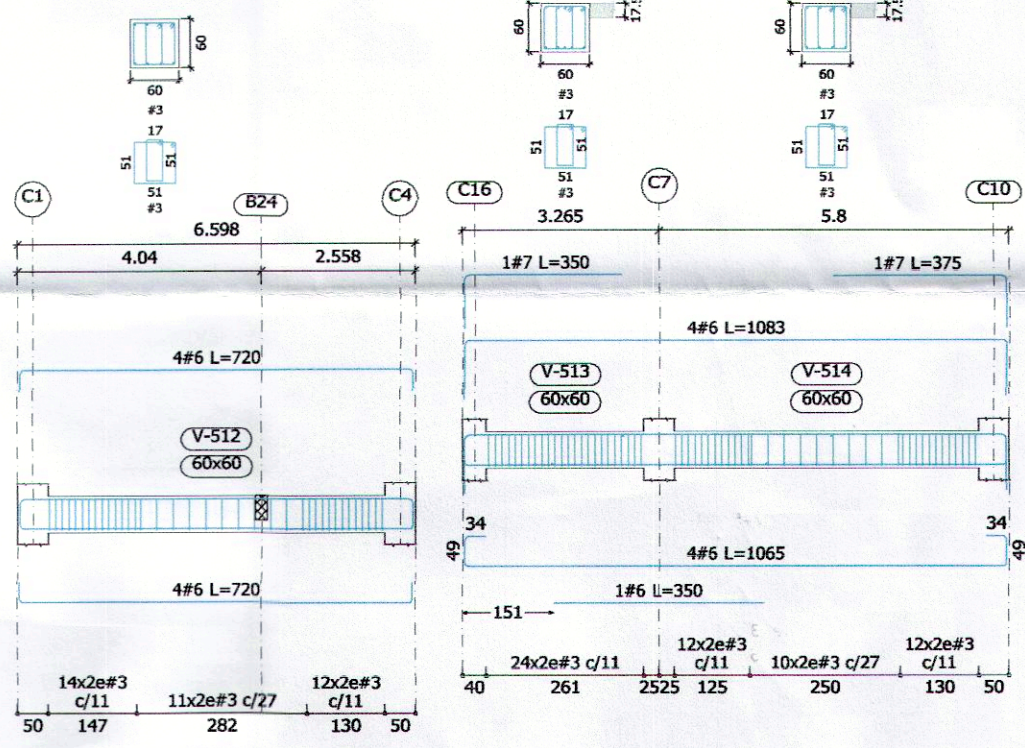 60
60
#3
17
51
51
51
#3
C1
B24
C4
6.598
4.04
2.558
4#6 L=720
V-512
60x60
4#6 L=720
14x2e#3
c/11
11x2e#3 c/27
12x2e#3
c/11
50
147
282
130
50
60
17.5
60
#3
17
51
51
51
#3
60
17.5
60
#3
17
51
51
51
#3
C16
C7
C10
3.265
5.8
1#7 L=350
1#7 L=375
4#6 L=1083
V-513
60x60
V-514
60x60
34
49
34
49
4#6 L=1065
1#6 L=350
151
24x2e#3 c/11
12x2e#3
c/11
10x2e#3 c/27
12x2e#3
c/11
40
261
25
25
125
250
130
50